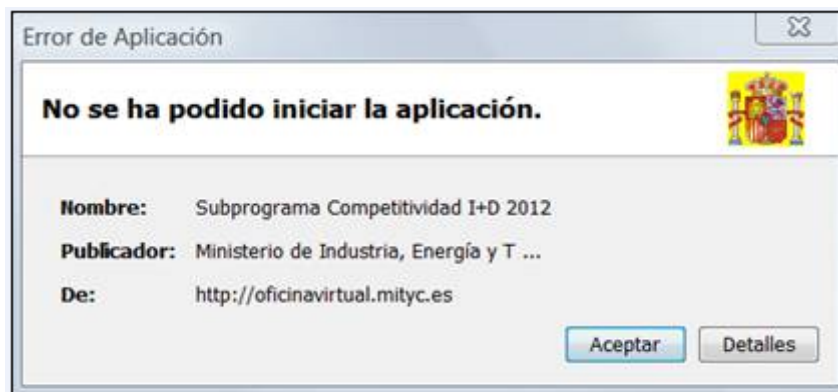 Error de Aplicación
No se ha podido iniciar la aplicación.
Nombre: Subprograma Competitividad I+D 2012
Publicador: Ministerio de Industria, Energía y T ...
De: http://oficinavirtual.mityc.es
Aceptar Detalles